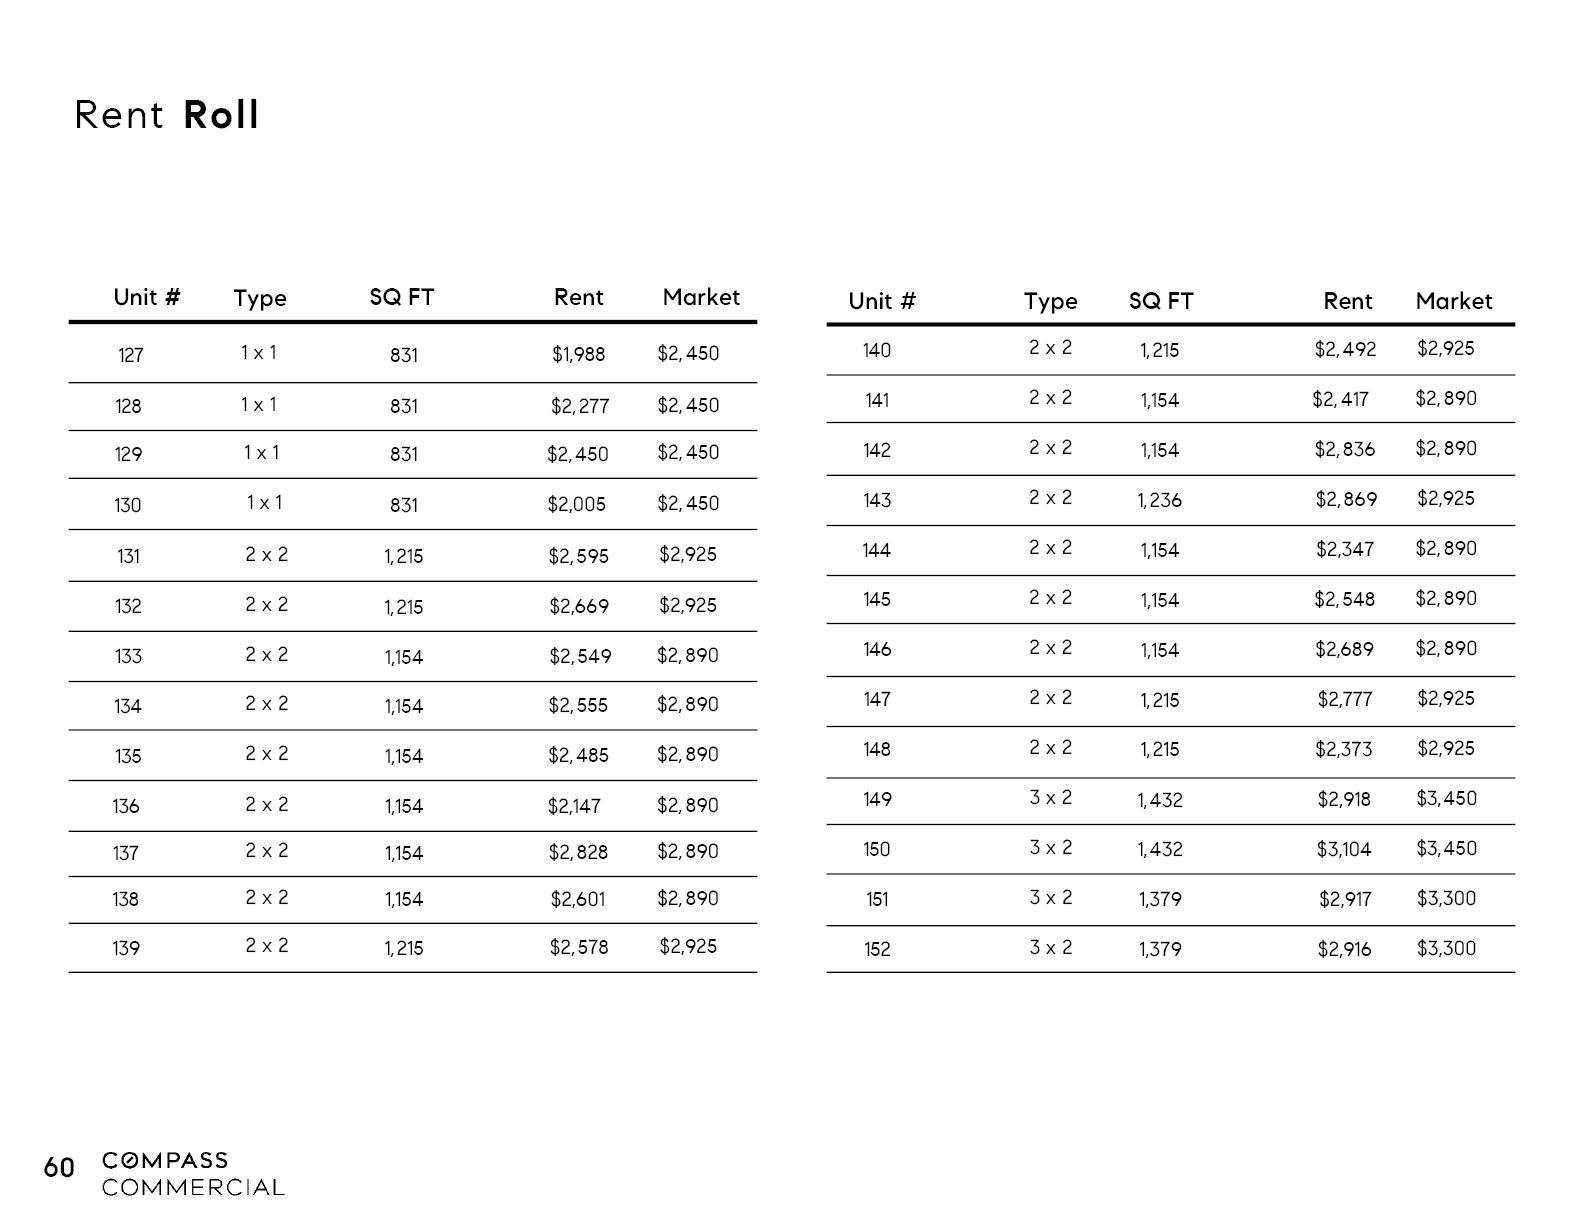 Rent Roll
Unit # Type SQ FT Rent Market
127 1 x 1 831 $1,988 $2,450
128 1 x 1 831 $2,277 $2,450
129 1 x 1 831 $2,450 $2,450
130 1 x 1 831 $2,005 $2,450
131 2 x 2 1,215 $2,595 $2,925
132 2 x 2 1,215 $2,669 $2,925
133 2 x 2 1,154 $2,549 $2,890
134 2 x 2 1,154 $2,555 $2,890
135 2 x 2 1,154 $2,485 $2,890
136 2 x 2 1,154 $2,147 $2,890
137 2 x 2 1,154 $2,828 $2,890
138 2 x 2 1,154 $2,601 $2,890
139 2 x 2 1,215 $2,578 $2,925
Unit # Type SQ FT Rent Market
140 2 x 2 1,215 $2,492 $2,925
141 2 x 2 1,154 $2,417 $2,890
142 2 x 2 1,154 $2,836 $2,890
143 2 x 2 1,236 $2,869 $2,925
144 2 x 2 1,154 $2,347 $2,890
145 2 x 2 1,154 $2,548 $2,890
146 2 x 2 1,154 $2,689 $2,890
147 2 x 2 1,215 $2,777 $2,925
148 2 x 2 1,215 $2,373 $2,925
149 3 x 2 1,432 $2,918 $3,450
150 3 x 2 1,432 $3,104 $3,450
151 3 x 2 1,379 $2,917 $3,300
152 3 x 2 1,379 $2,916 $3,300
60 COMPASS
COMMERCIAL